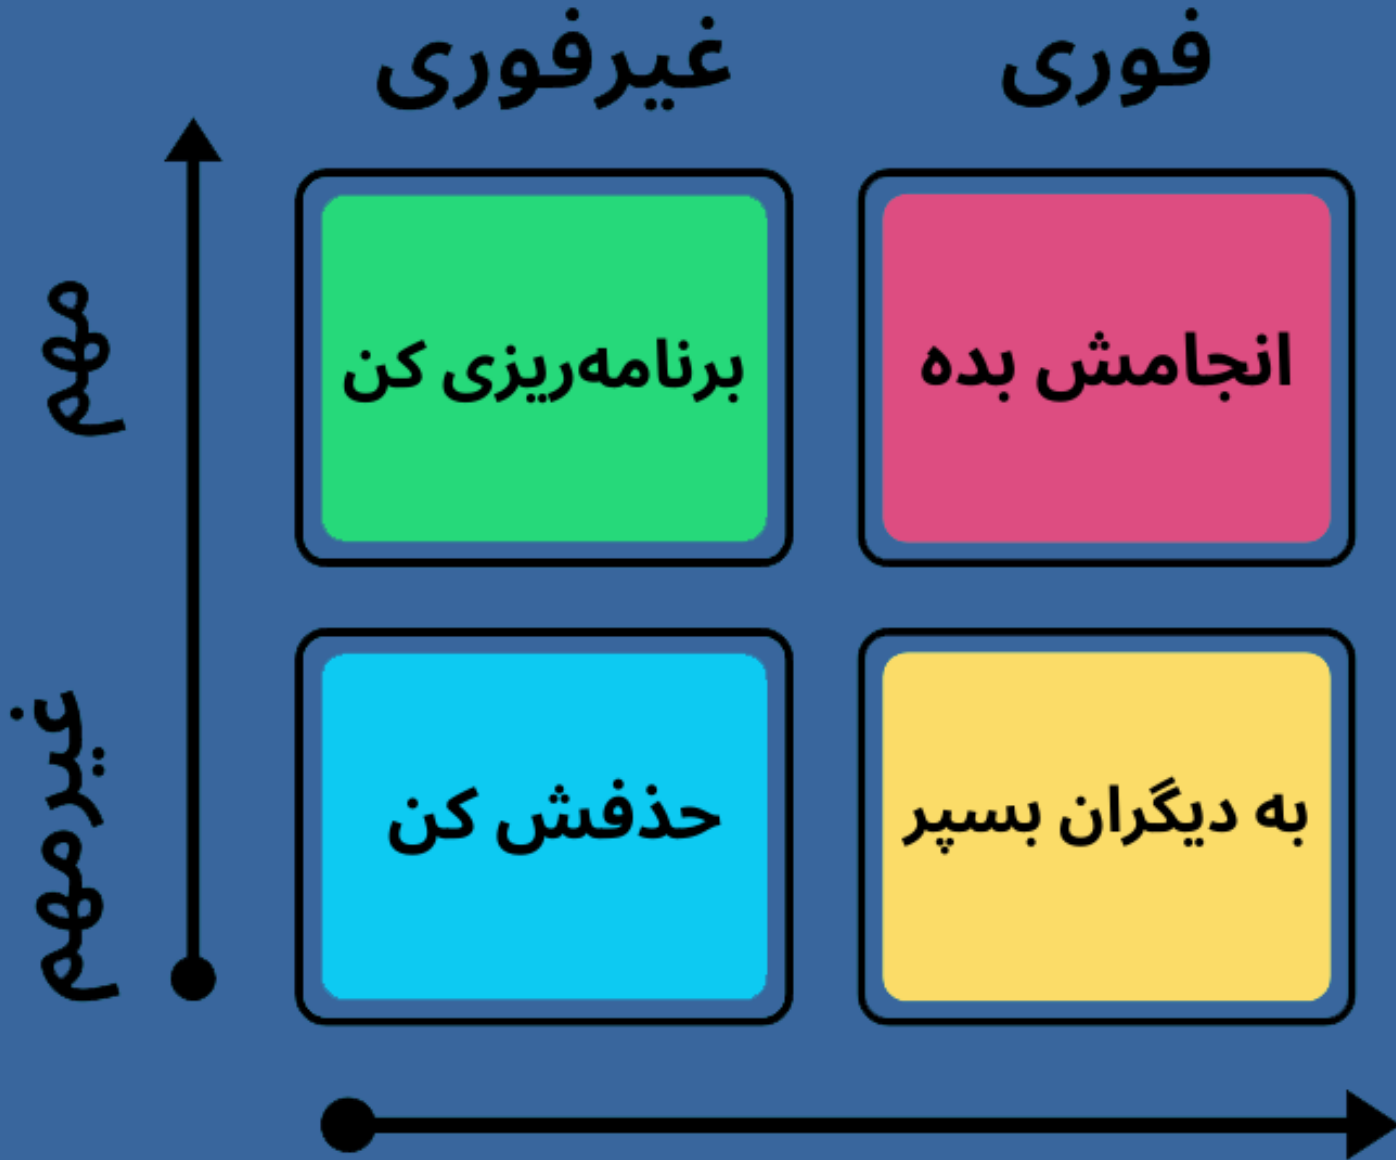 فوری
غیرفوری
مهم
انجامش بده
برنامه‌ریزی کن
غیرمهم
به دیگران بسپر
حذفش کن